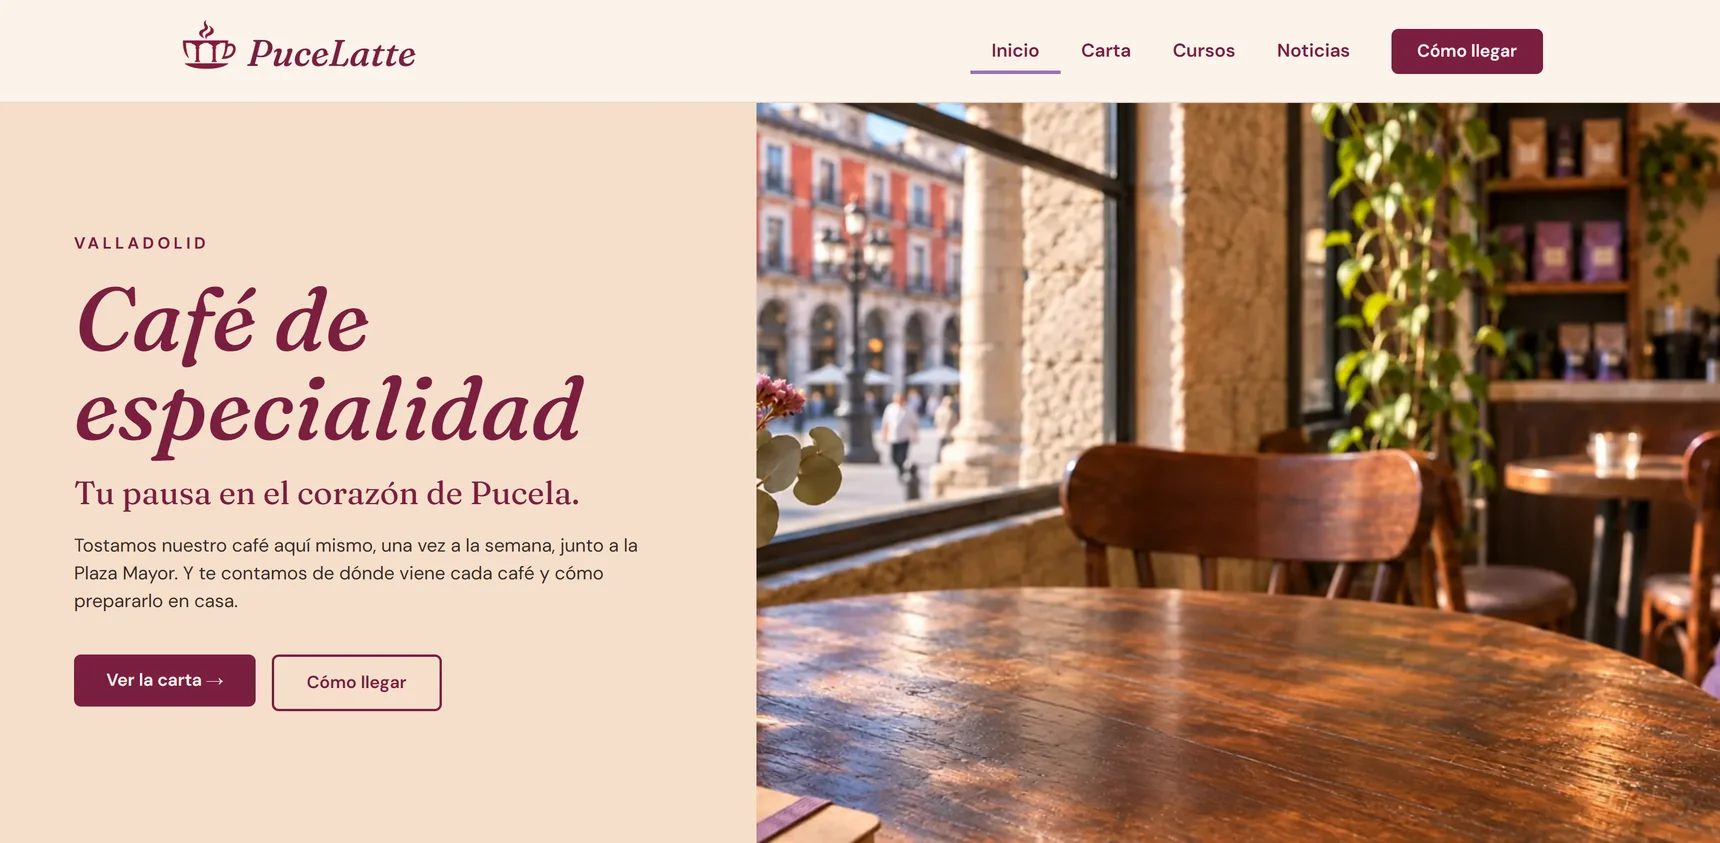 PuceLatte
Inicio
Carta
Cursos
Noticias
Cómo llegar
VALLADOLID
Café de
especialidad
Tu pausa en el corazón de Pucela.
Tostamos nuestro café aquí mismo, una vez a la semana, junto a la
Plaza Mayor. Y te contamos de dónde viene cada café y cómo
prepararlo en casa.
Ver la carta →
Cómo llegar